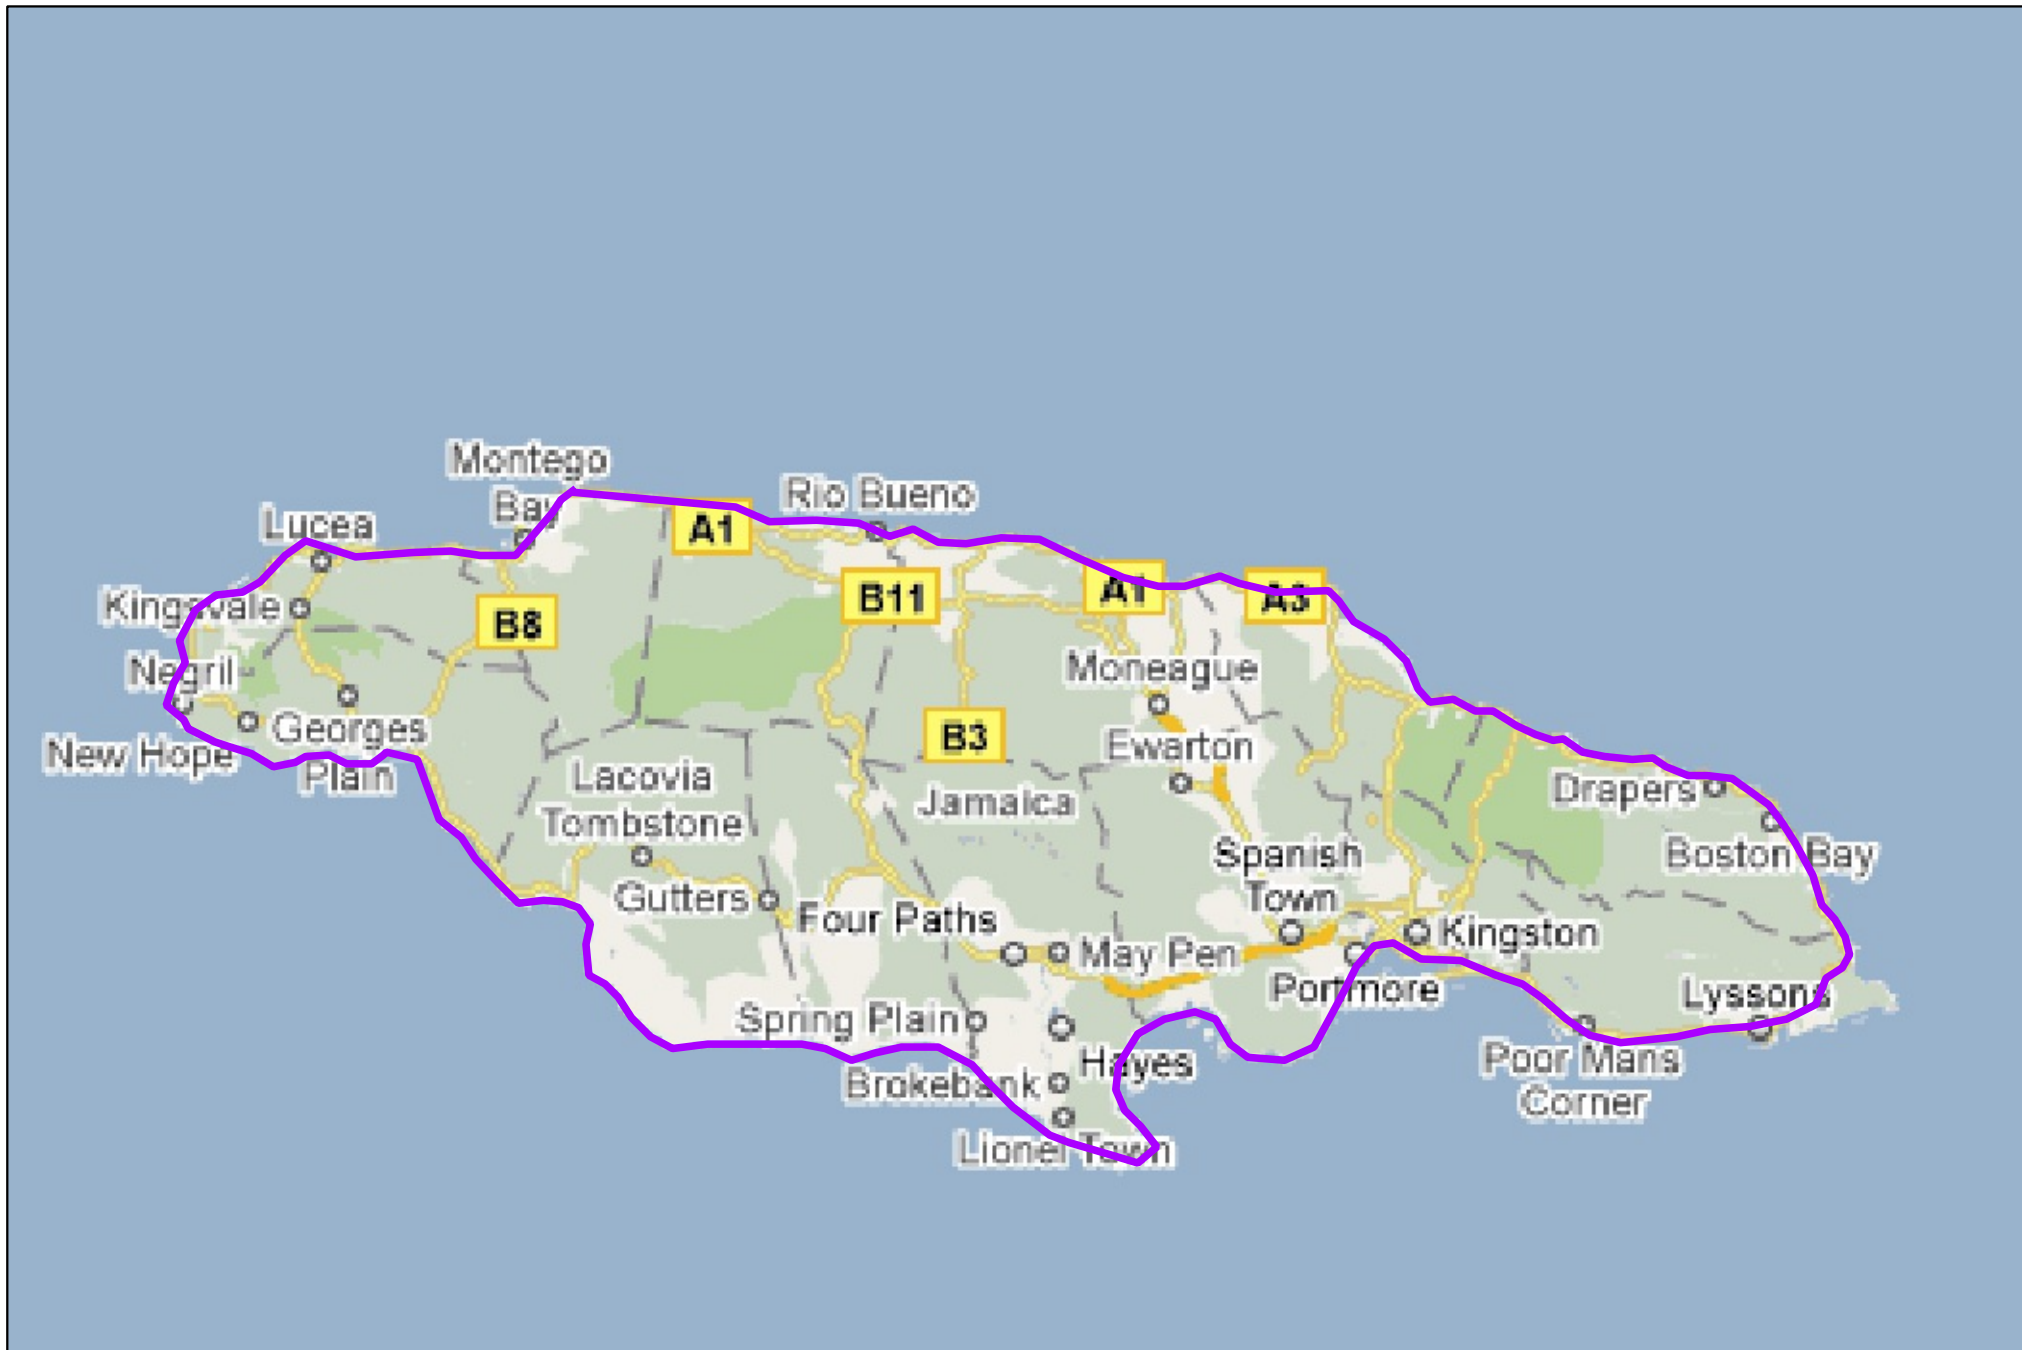 Montego
Bay
Rio Bueno
Lucea
A1
B11
A1
A3
Kingsvale
B8
Negril
Moneague
New Hope
Georges
Plain
B3
Ewarton
Lacovia
Tombstone
Jamaica
Drapers
Spanish
Town
Boston Bay
Gutters
Four Paths
May Pen
Kingston
Portmore
Lyssons
Spring Plain
Hayes
Poor Mans
Corner
Brokebank
Lionel Town